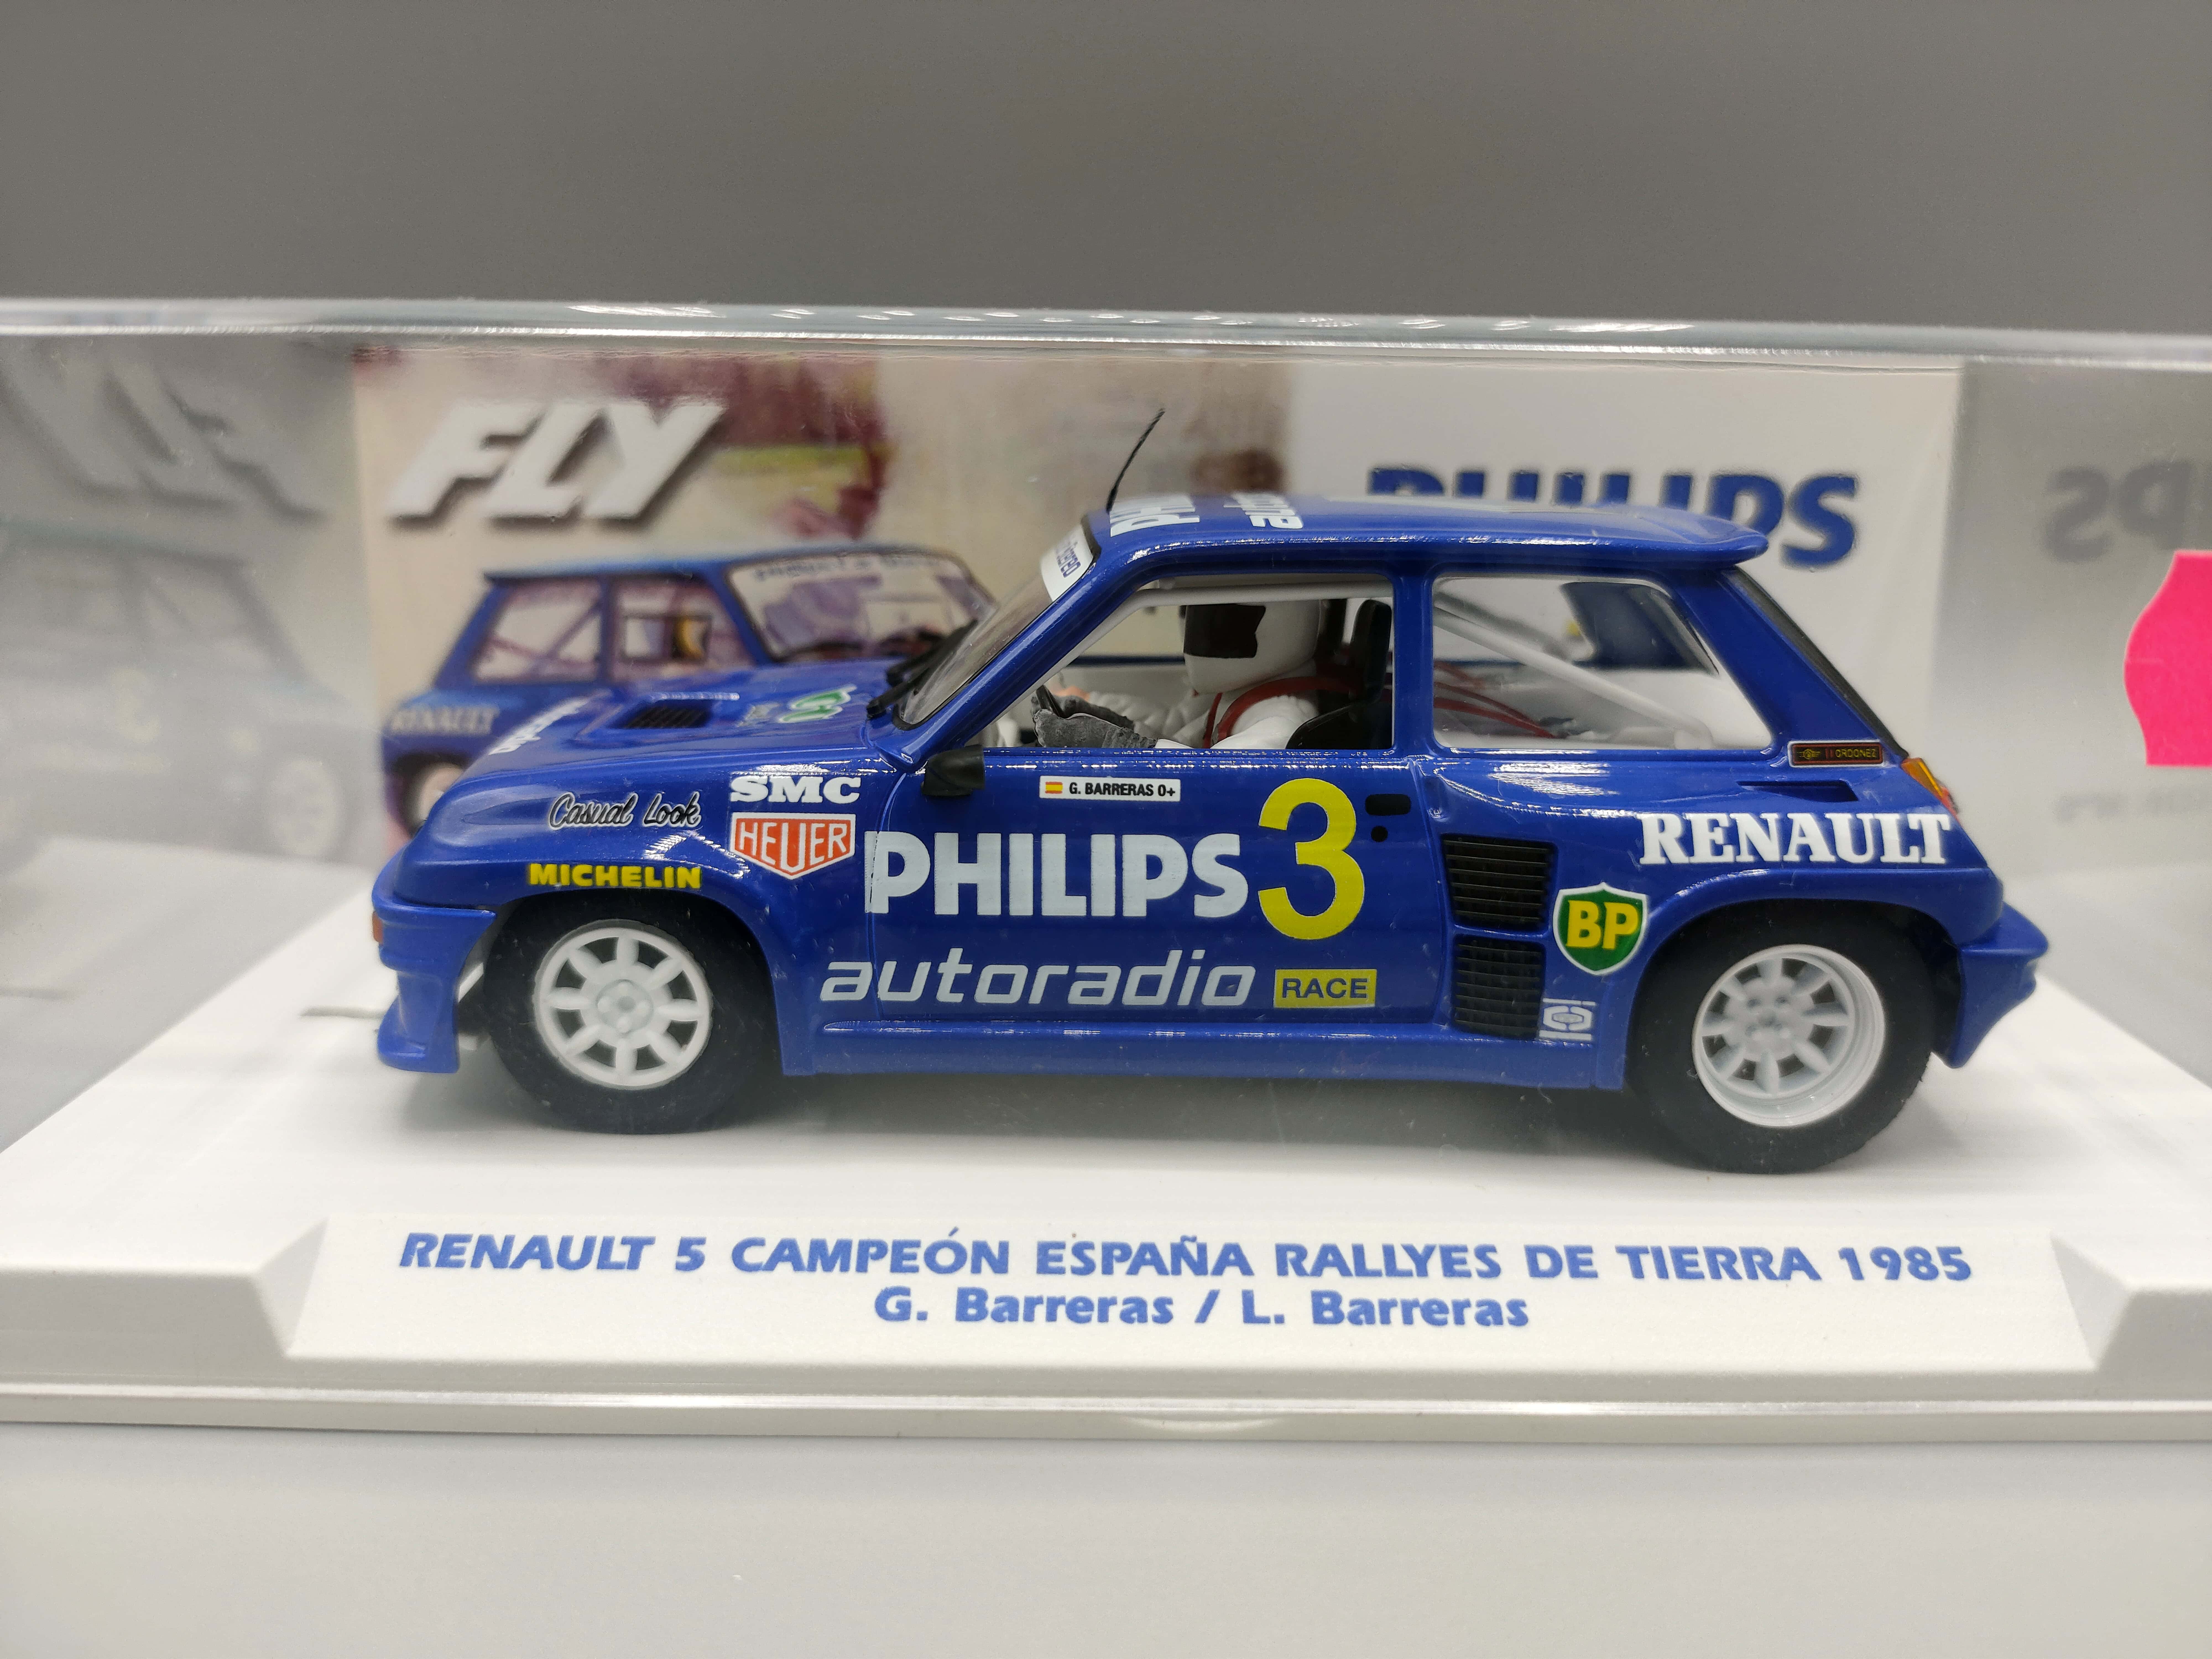 FLY
PHILIPS
RENAULT
Casual Look
SMC
HEUER
MICHELIN
G. BARRERAS O+
PHILIPS
3
autoradio
RACE
BP
RENAULT
RENAULT 5 CAMPEÓN ESPAÑA RALLYES DE TIERRA 1985
G. Barreras / L. Barreras